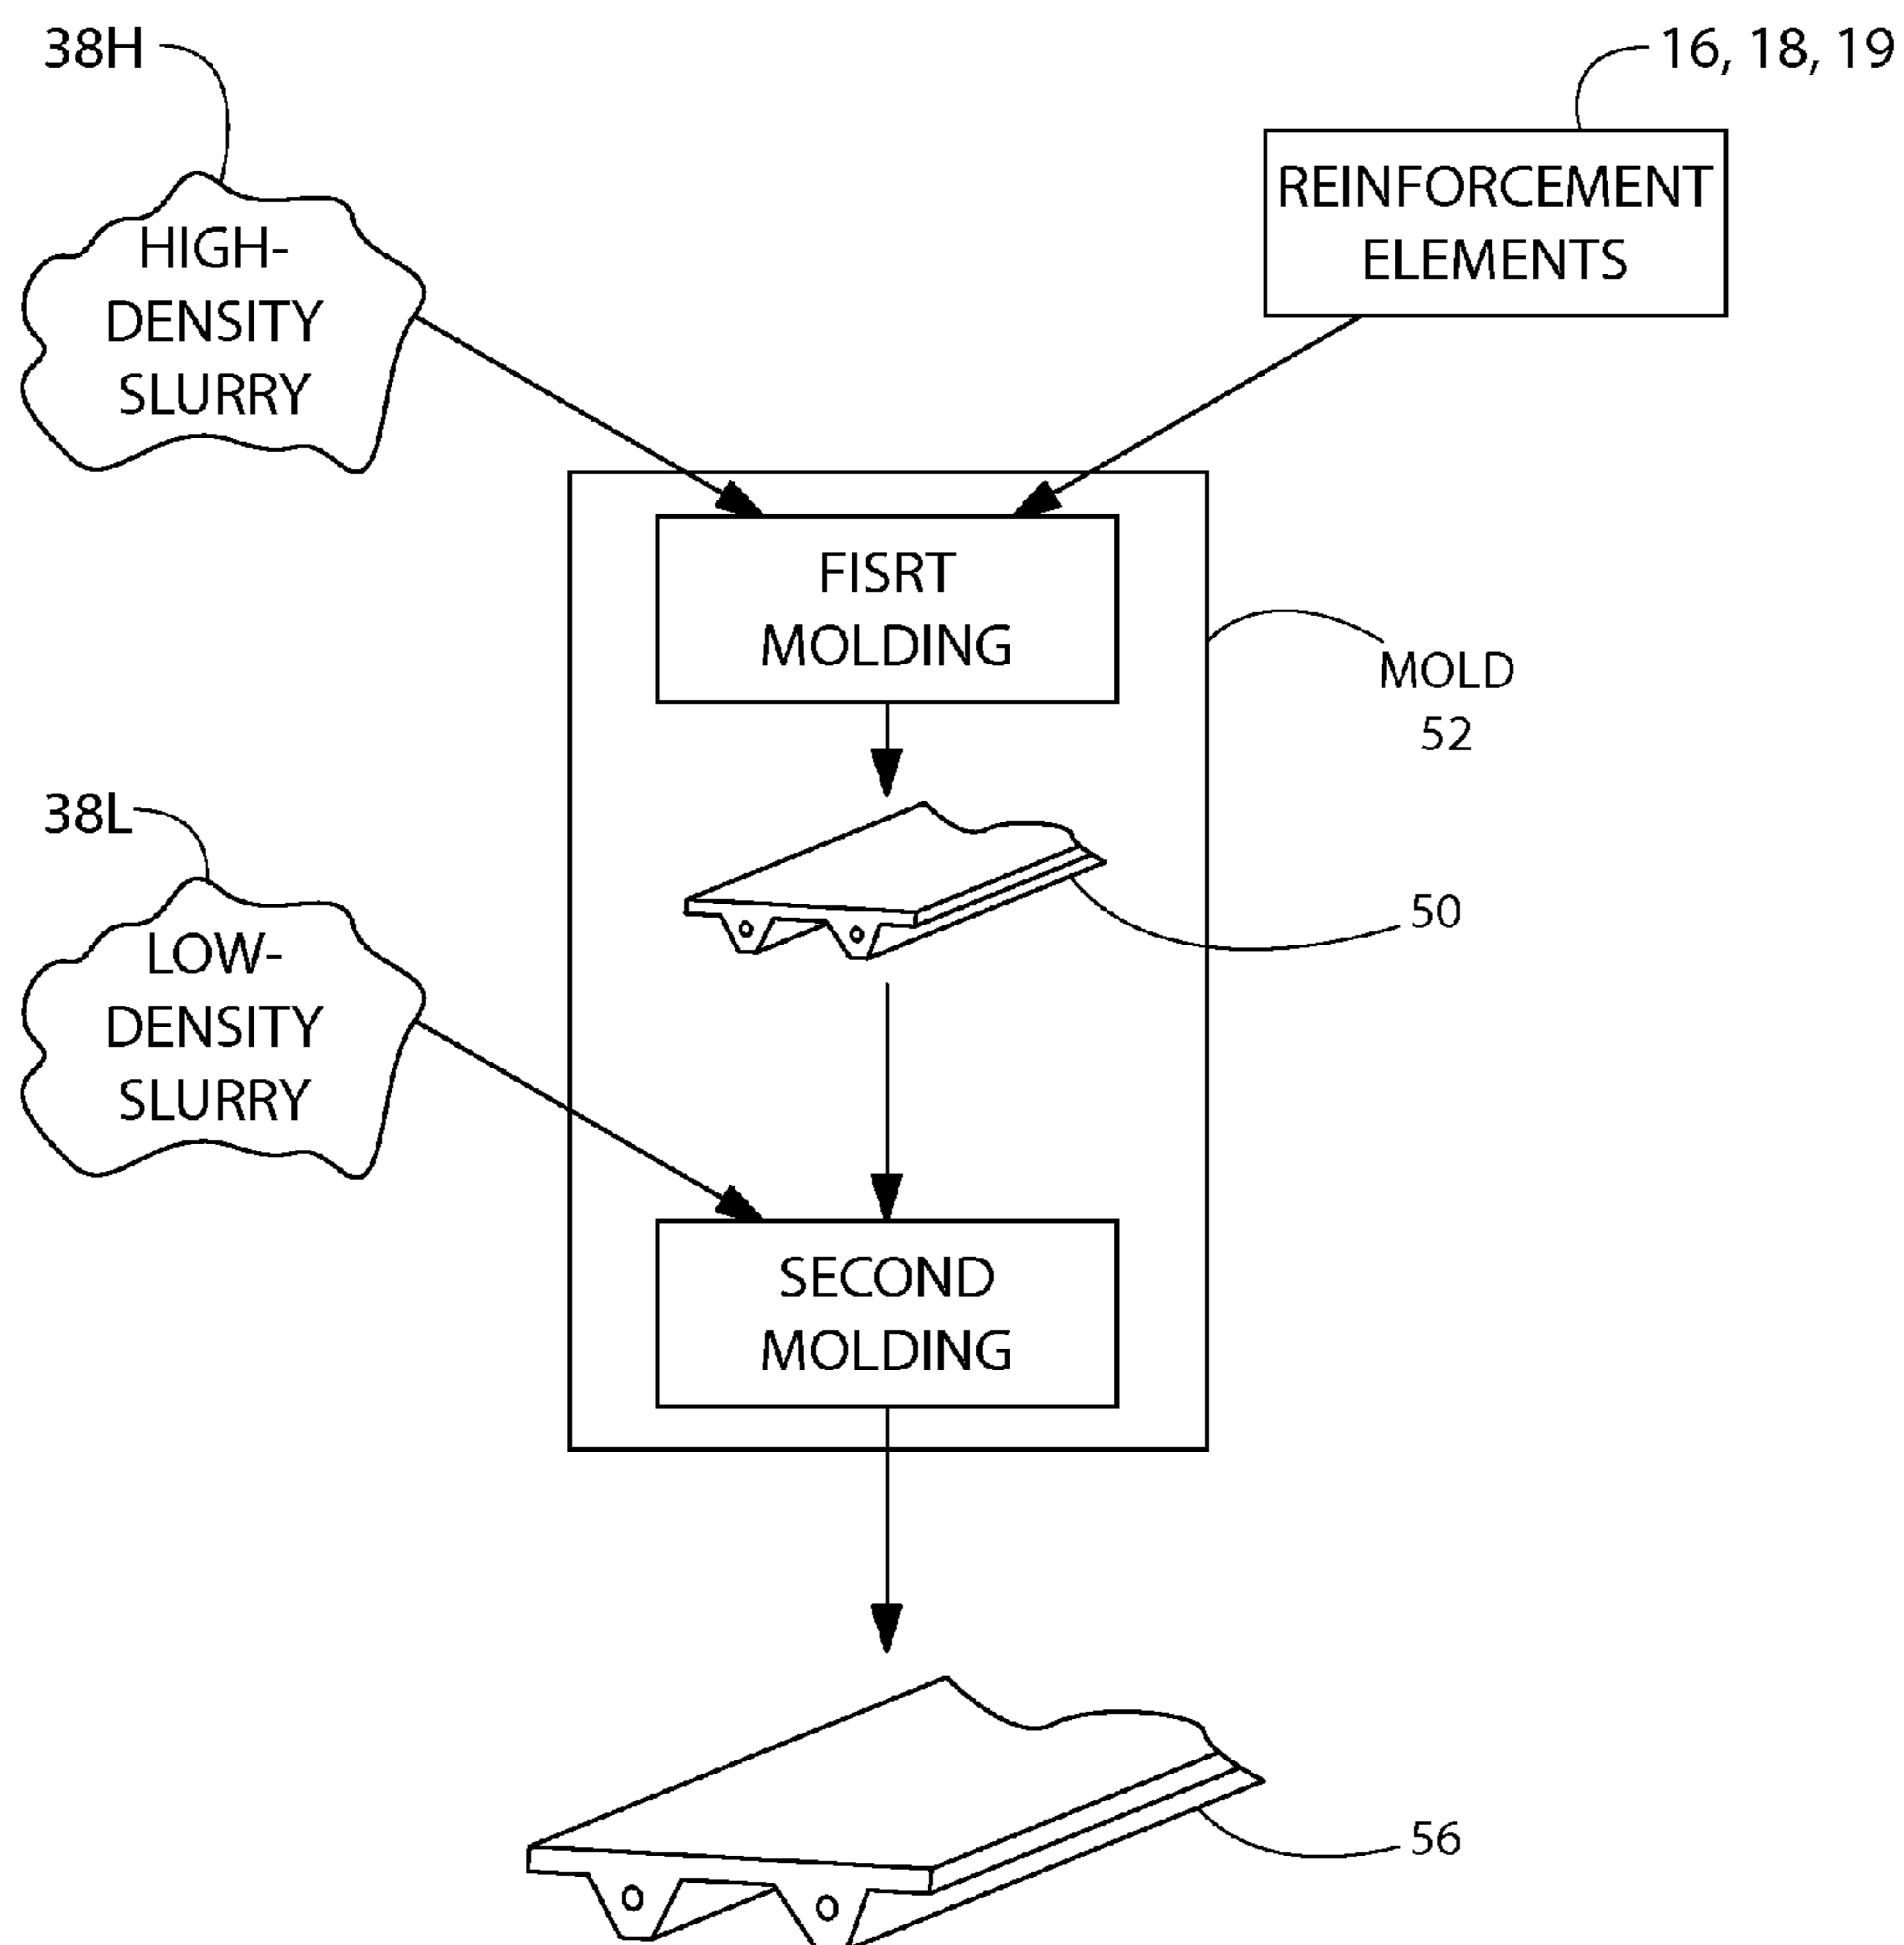 38H
16, 18, 19
HIGH-
DENSITY
SLURRY
REINFORCEMENT
ELEMENTS
FISRT
MOLDING
MOLD
52
38L
50
LOW-
DENSITY
SLURRY
SECOND
MOLDING
56